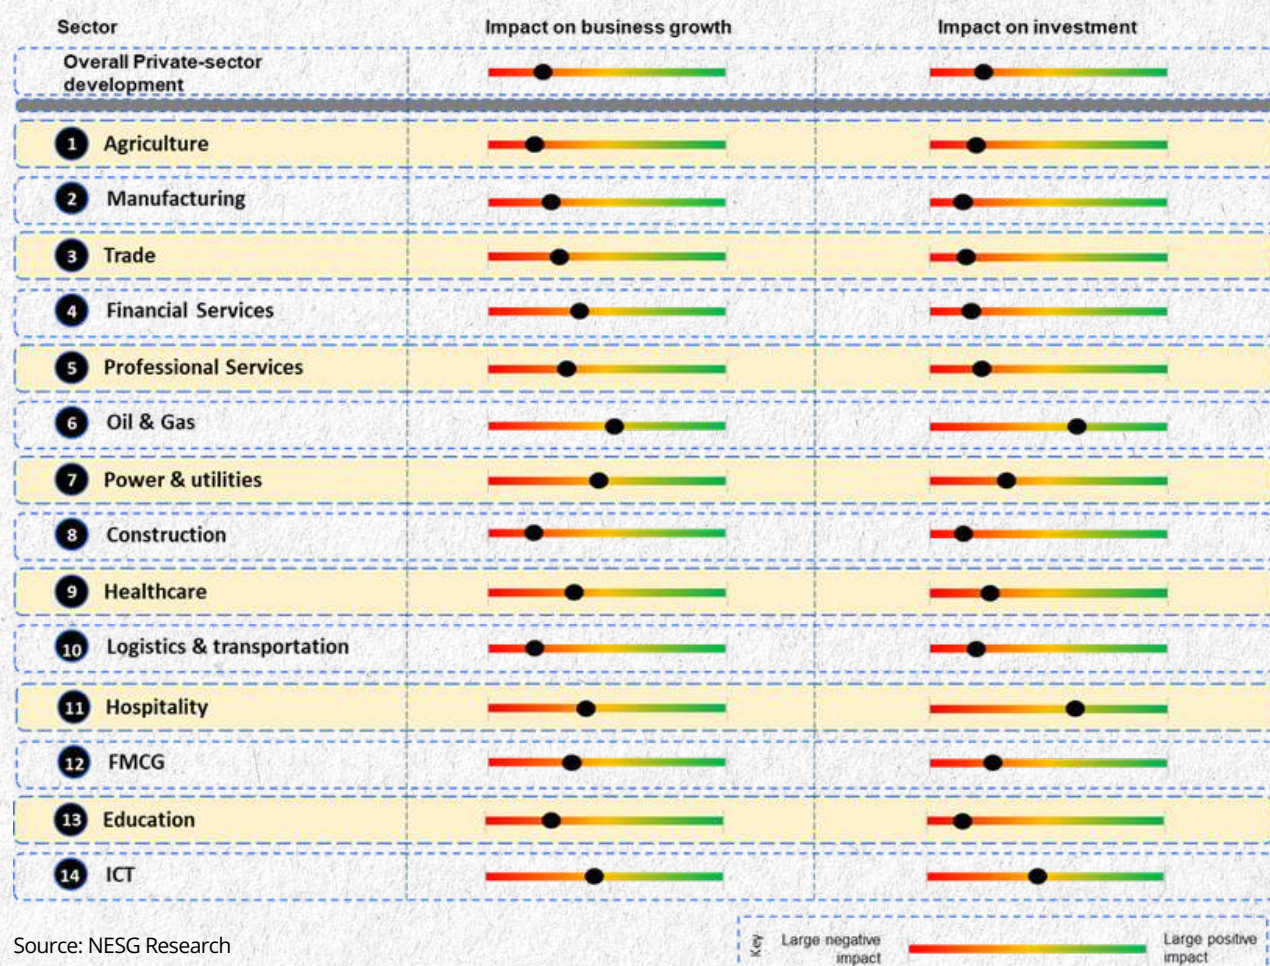 Sector Impact on business growth Impact on investment
Overall Private-sector
development
1 Agriculture
2 Manufacturing
3 Trade
4 Financial Services
5 Professional Services
6 Oil & Gas
7 Power & utilities
8 Construction
9 Healthcare
10 Logistics & transportation
11 Hospitality
12 FMCG
13 Education
14 ICT
Source: NESG Research
Key
Large negative
impact
Large positive
impact